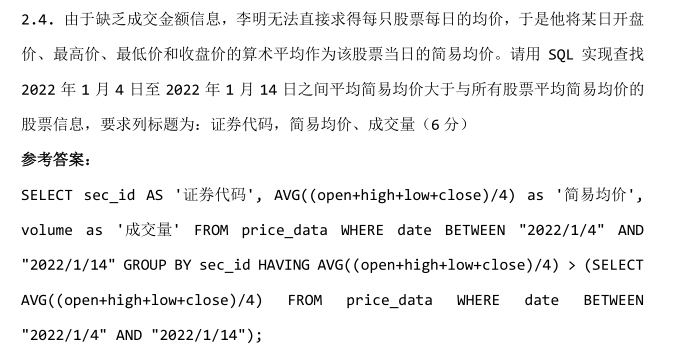 2.4. 由于缺乏成交金额信息，李明无法直接求得每只股票每日的均价，于是他将某日开盘
价、最高价、最低价和收盘价的算术平均作为该股票当日的简易均价。请用 SQL 实现查找
2022 年 1 月 4 日至 2022 年 1 月 14 日之间平均简易均价大于与所有股票平均简易均价的
股票信息，要求列标题为：证券代码，简易均价、成交量（6 分）
参考答案：
SELECT sec_id AS '证券代码', AVG((open+high+low+close)/4) as '简易均价',
volume as '成交量' FROM price_data WHERE date BETWEEN "2022/1/4" AND
"2022/1/14" GROUP BY sec_id HAVING AVG((open+high+low+close)/4) > (SELECT
AVG((open+high+low+close)/4) FROM price_data WHERE date BETWEEN
"2022/1/4" AND "2022/1/14");